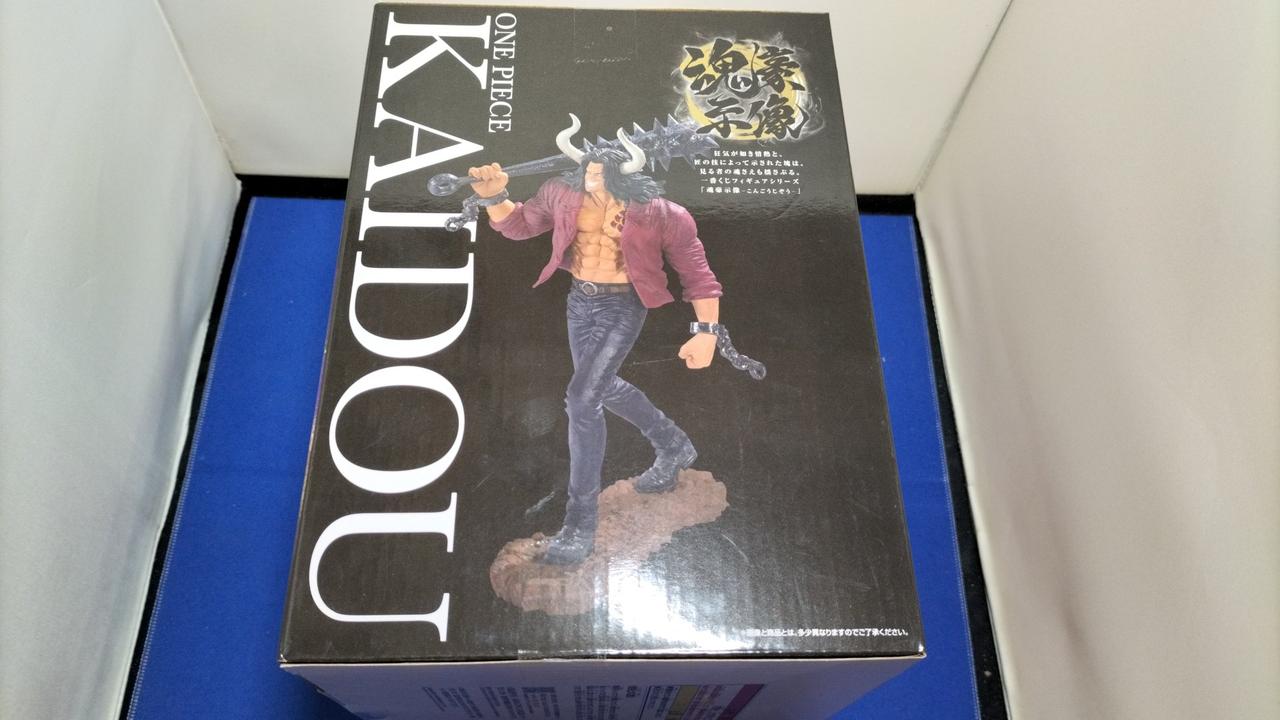 ONE PIECE
KAIDOU
魂豪
示像
狂気が如き情熱と、
匠の技によって示された塊は、
見る者の魂さえも揺さぶる。
一番くじフィギュアシリーズ
「魂豪示像-こんごうじぞう-」
※画像と商品とは、多少異なりますのでご了承ください。